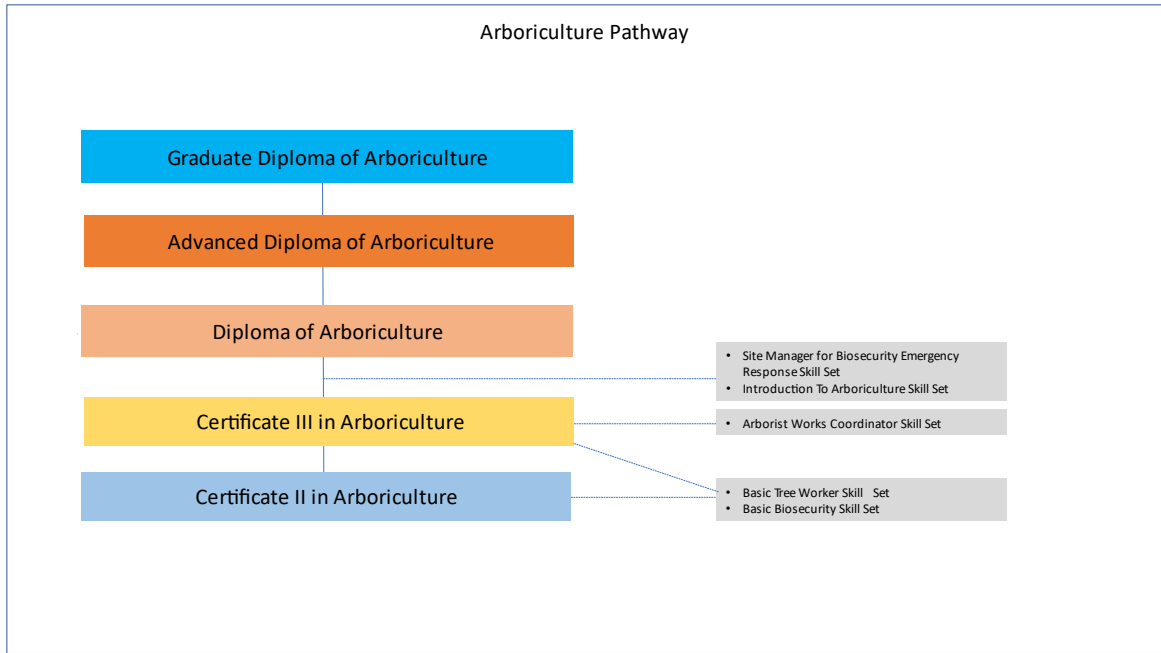 Arboriculture Pathway
Graduate Diploma of Arboriculture
Advanced Diploma of Arboriculture
Diploma of Arboriculture
• Site Manager for Biosecurity Emergency
Response Skill Set
• Introduction To Arboriculture Skill Set
Certificate III in Arboriculture
• Arborist Works Coordinator Skill Set
Certificate II in Arboriculture
• Basic Tree Worker Skill Set
• Basic Biosecurity Skill Set